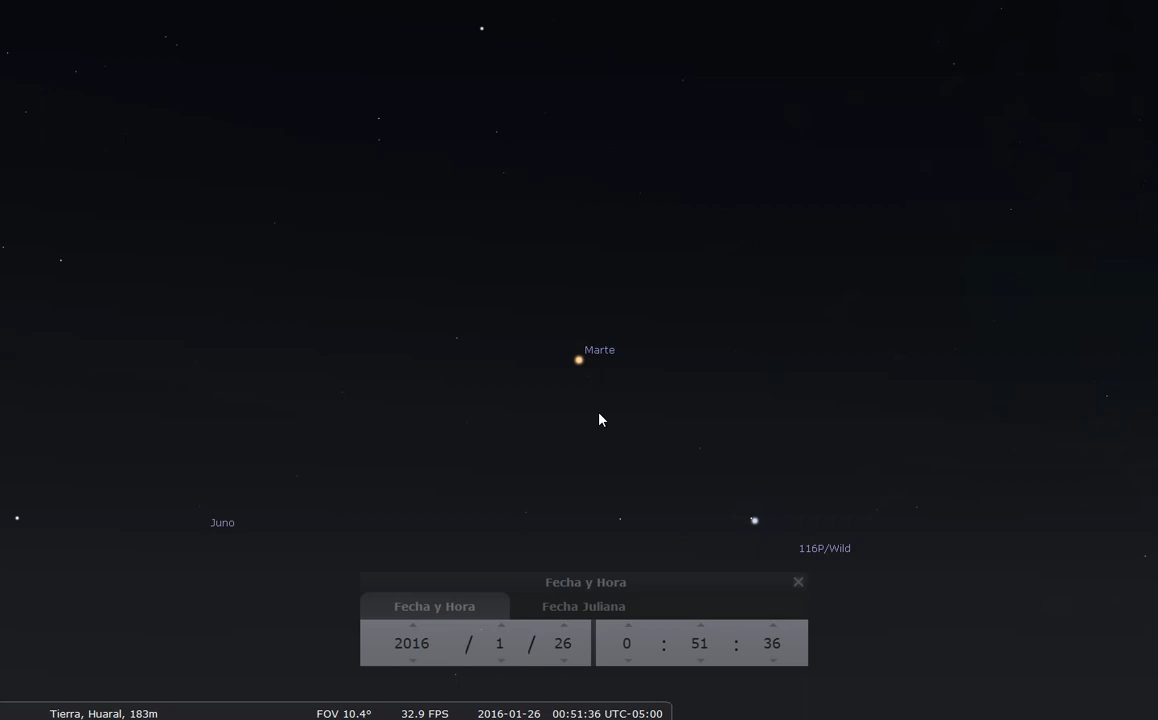 Marte
Juno
116P/Wild
Fecha y Hora
Fecha y Hora Fecha Juliana
2016 / 1 / 26 0 : 51 : 36
Tierra, Huaral, 183m FOV 10.4° 32.9 FPS 2016-01-26 00:51:36 UTC-05:00